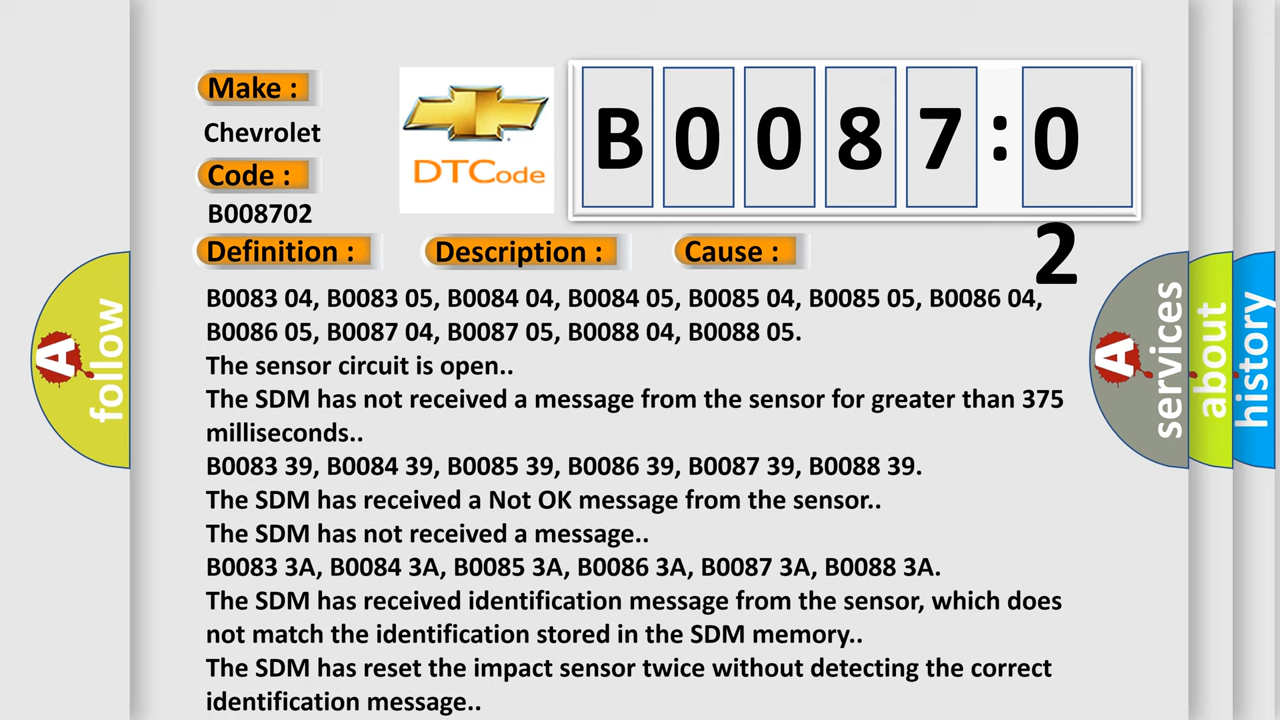 Make :
Chevrolet
Code :
B008702
DTCode
B0087:0
2
Definition :
Description :
Cause :
B0083 04, B0083 05, B0084 04, B0084 05, B0085 04, B0085 05, B0086 04,
B0086 05, B0087 04, B0087 05, B0088 04, B0088 05.
The sensor circuit is open..
The SDM has not received a message from the sensor for greater than 375
milliseconds..
B0083 39, B0084 39, B0085 39, B0086 39, B0087 39, B0088 39.
The SDM has received a Not OK message from the sensor..
The SDM has not received a message..
B0083 3A, B0084 3A, B0085 3A, B0086 3A, B0087 3A, B0088 3A.
The SDM has received identification message from the sensor, which does
not match the identification stored in the SDM memory..
The SDM has reset the impact sensor twice without detecting the correct
identification message..
A
follow
A
services
about
history